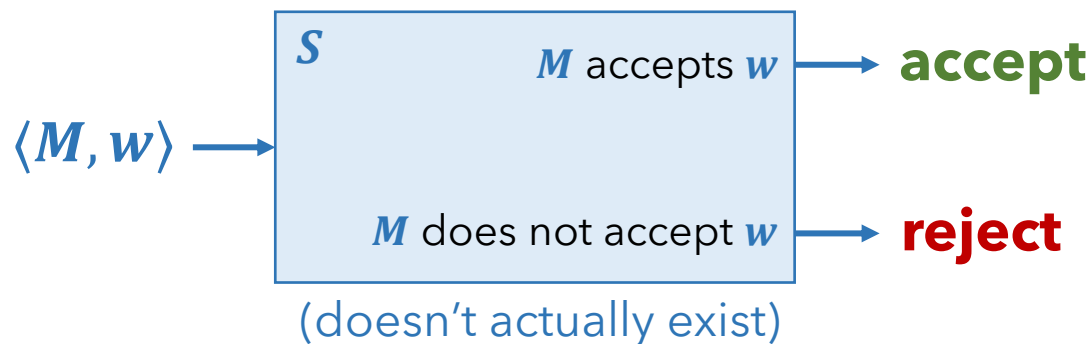 S
M accepts w
accept
⟨M, w⟩
M does not accept w
reject
(doesn’t actually exist)